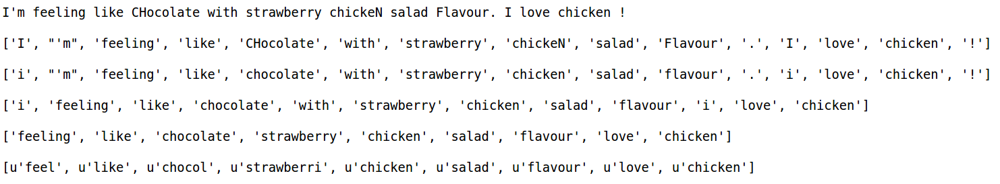 I'm feeling like CHocolate with strawberry chickeN salad Flavour. I love chicken !
['I', "'m", 'feeling', 'like', 'CHocolate', 'with', 'strawberry', 'chickeN', 'salad', 'Flavour', '.', 'I', 'love', 'chicken', '!']
['i', "'m", 'feeling', 'like', 'chocolate', 'with', 'strawberry', 'chicken', 'salad', 'flavour', '.', 'i', 'love', 'chicken', '!']
['i', 'feeling', 'like', 'chocolate', 'with', 'strawberry', 'chicken', 'salad', 'flavour', 'i', 'love', 'chicken']
['feeling', 'like', 'chocolate', 'strawberry', 'chicken', 'salad', 'flavour', 'love', 'chicken']
[u'feel', u'like', u'chocol', u'strawberri', u'chicken', u'salad', u'flavour', u'love', u'chicken']